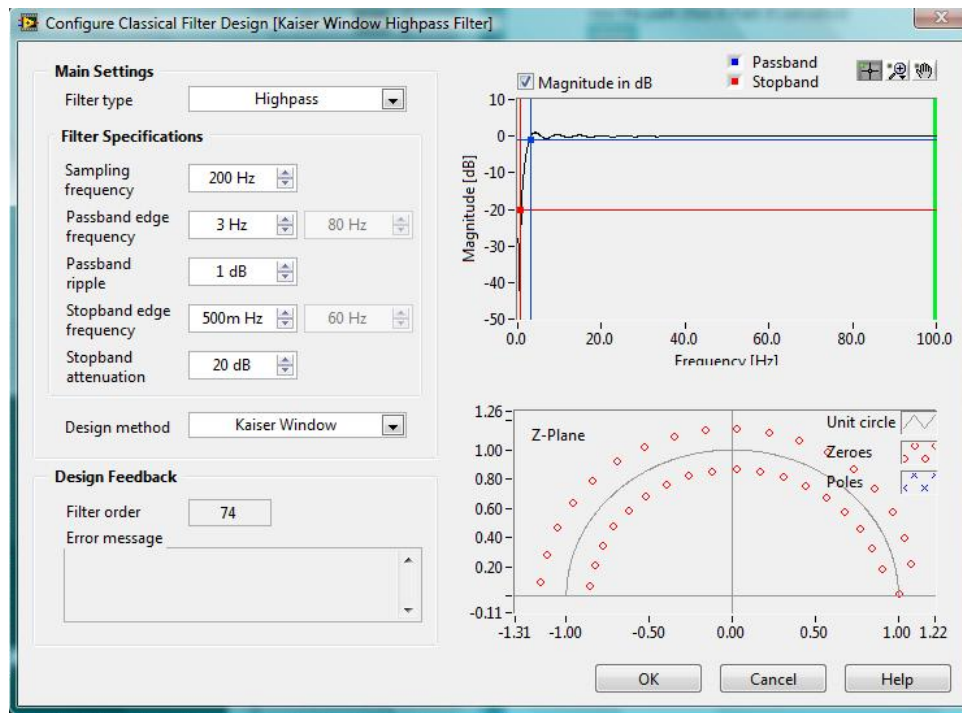 Configure Classical Filter Design [Kaiser Window Highpass Filter]
Main Settings
Filter type
Highpass
Filter Specifications
Sampling
frequency
200 Hz
Passband edge
frequency
3 Hz
80 Hz
Passband
ripple
1 dB
Stopband edge
frequency
500m Hz
60 Hz
Stopband
attenuation
20 dB
Design method
Kaiser Window
Design Feedback
Filter order
74
Error message
Magnitude in dB
Passband
Stopband
Magnitude [dB]
10
0
-10
-20
-30
-40
-50
0.0 20.0 40.0 60.0 80.0 100.0
Frequency [Hz]
Z-Plane
Unit circle
Zeroes
Poles
1.26
1.00
0.80
0.60
0.40
0.20
-0.11
-1.31 -1.00 -0.50 0.00 0.50 1.00 1.22
OK
Cancel
Help